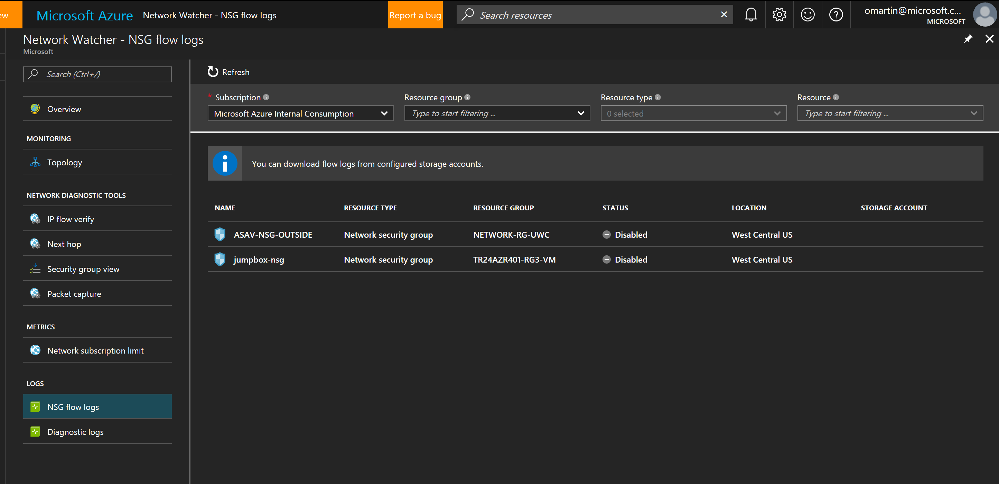 ew
Microsoft Azure Network Watcher - NSG flow logs Report a bug Search resources omartin@microsoft.c...
MICROSOFT
Network Watcher - NSG flow logs
Microsoft
Search (Ctrl+/)
Overview
MONITORING
Topology
NETWORK DIAGNOSTIC TOOLS
IP flow verify
Next hop
Security group view
Packet capture
METRICS
Network subscription limit
LOGS
NSG flow logs
Diagnostic logs
Refresh
* Subscription Resource group Resource type Resource
Microsoft Azure Internal Consumption Type to start filtering ... 0 selected Type to start filtering ...
You can download flow logs from configured storage accounts.
NAME RESOURCE TYPE RESOURCE GROUP STATUS LOCATION STORAGE ACCOUNT
ASAV-NSG-OUTSIDE Network security group NETWORK-RG-UWC Disabled West Central US
jumpbox-nsg Network security group TR24AZR401-RG3-VM Disabled West Central US